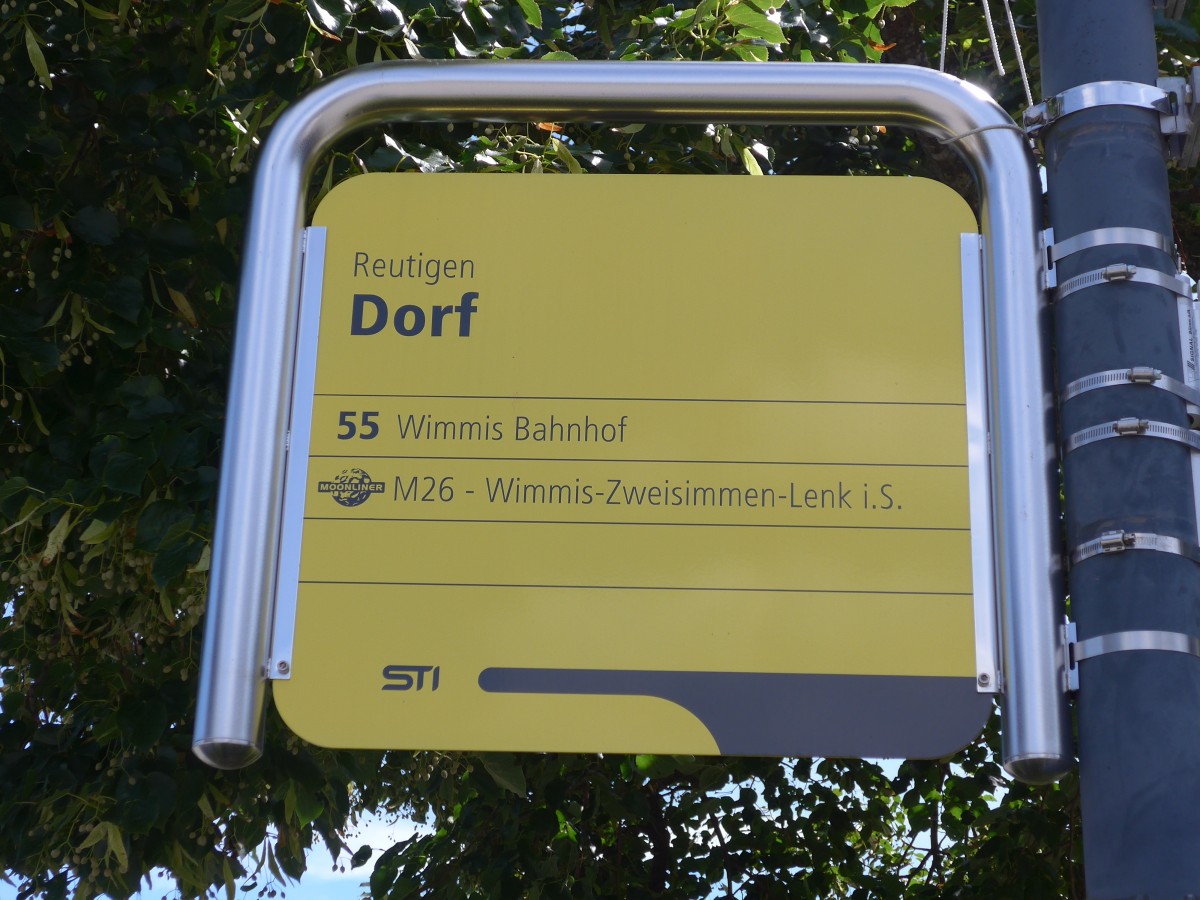 Reutigen
Dorf
55 Wimmis Bahnhof
MOONLINER M26 - Wimmis-Zweisimmen-Lenk i.S.
STI